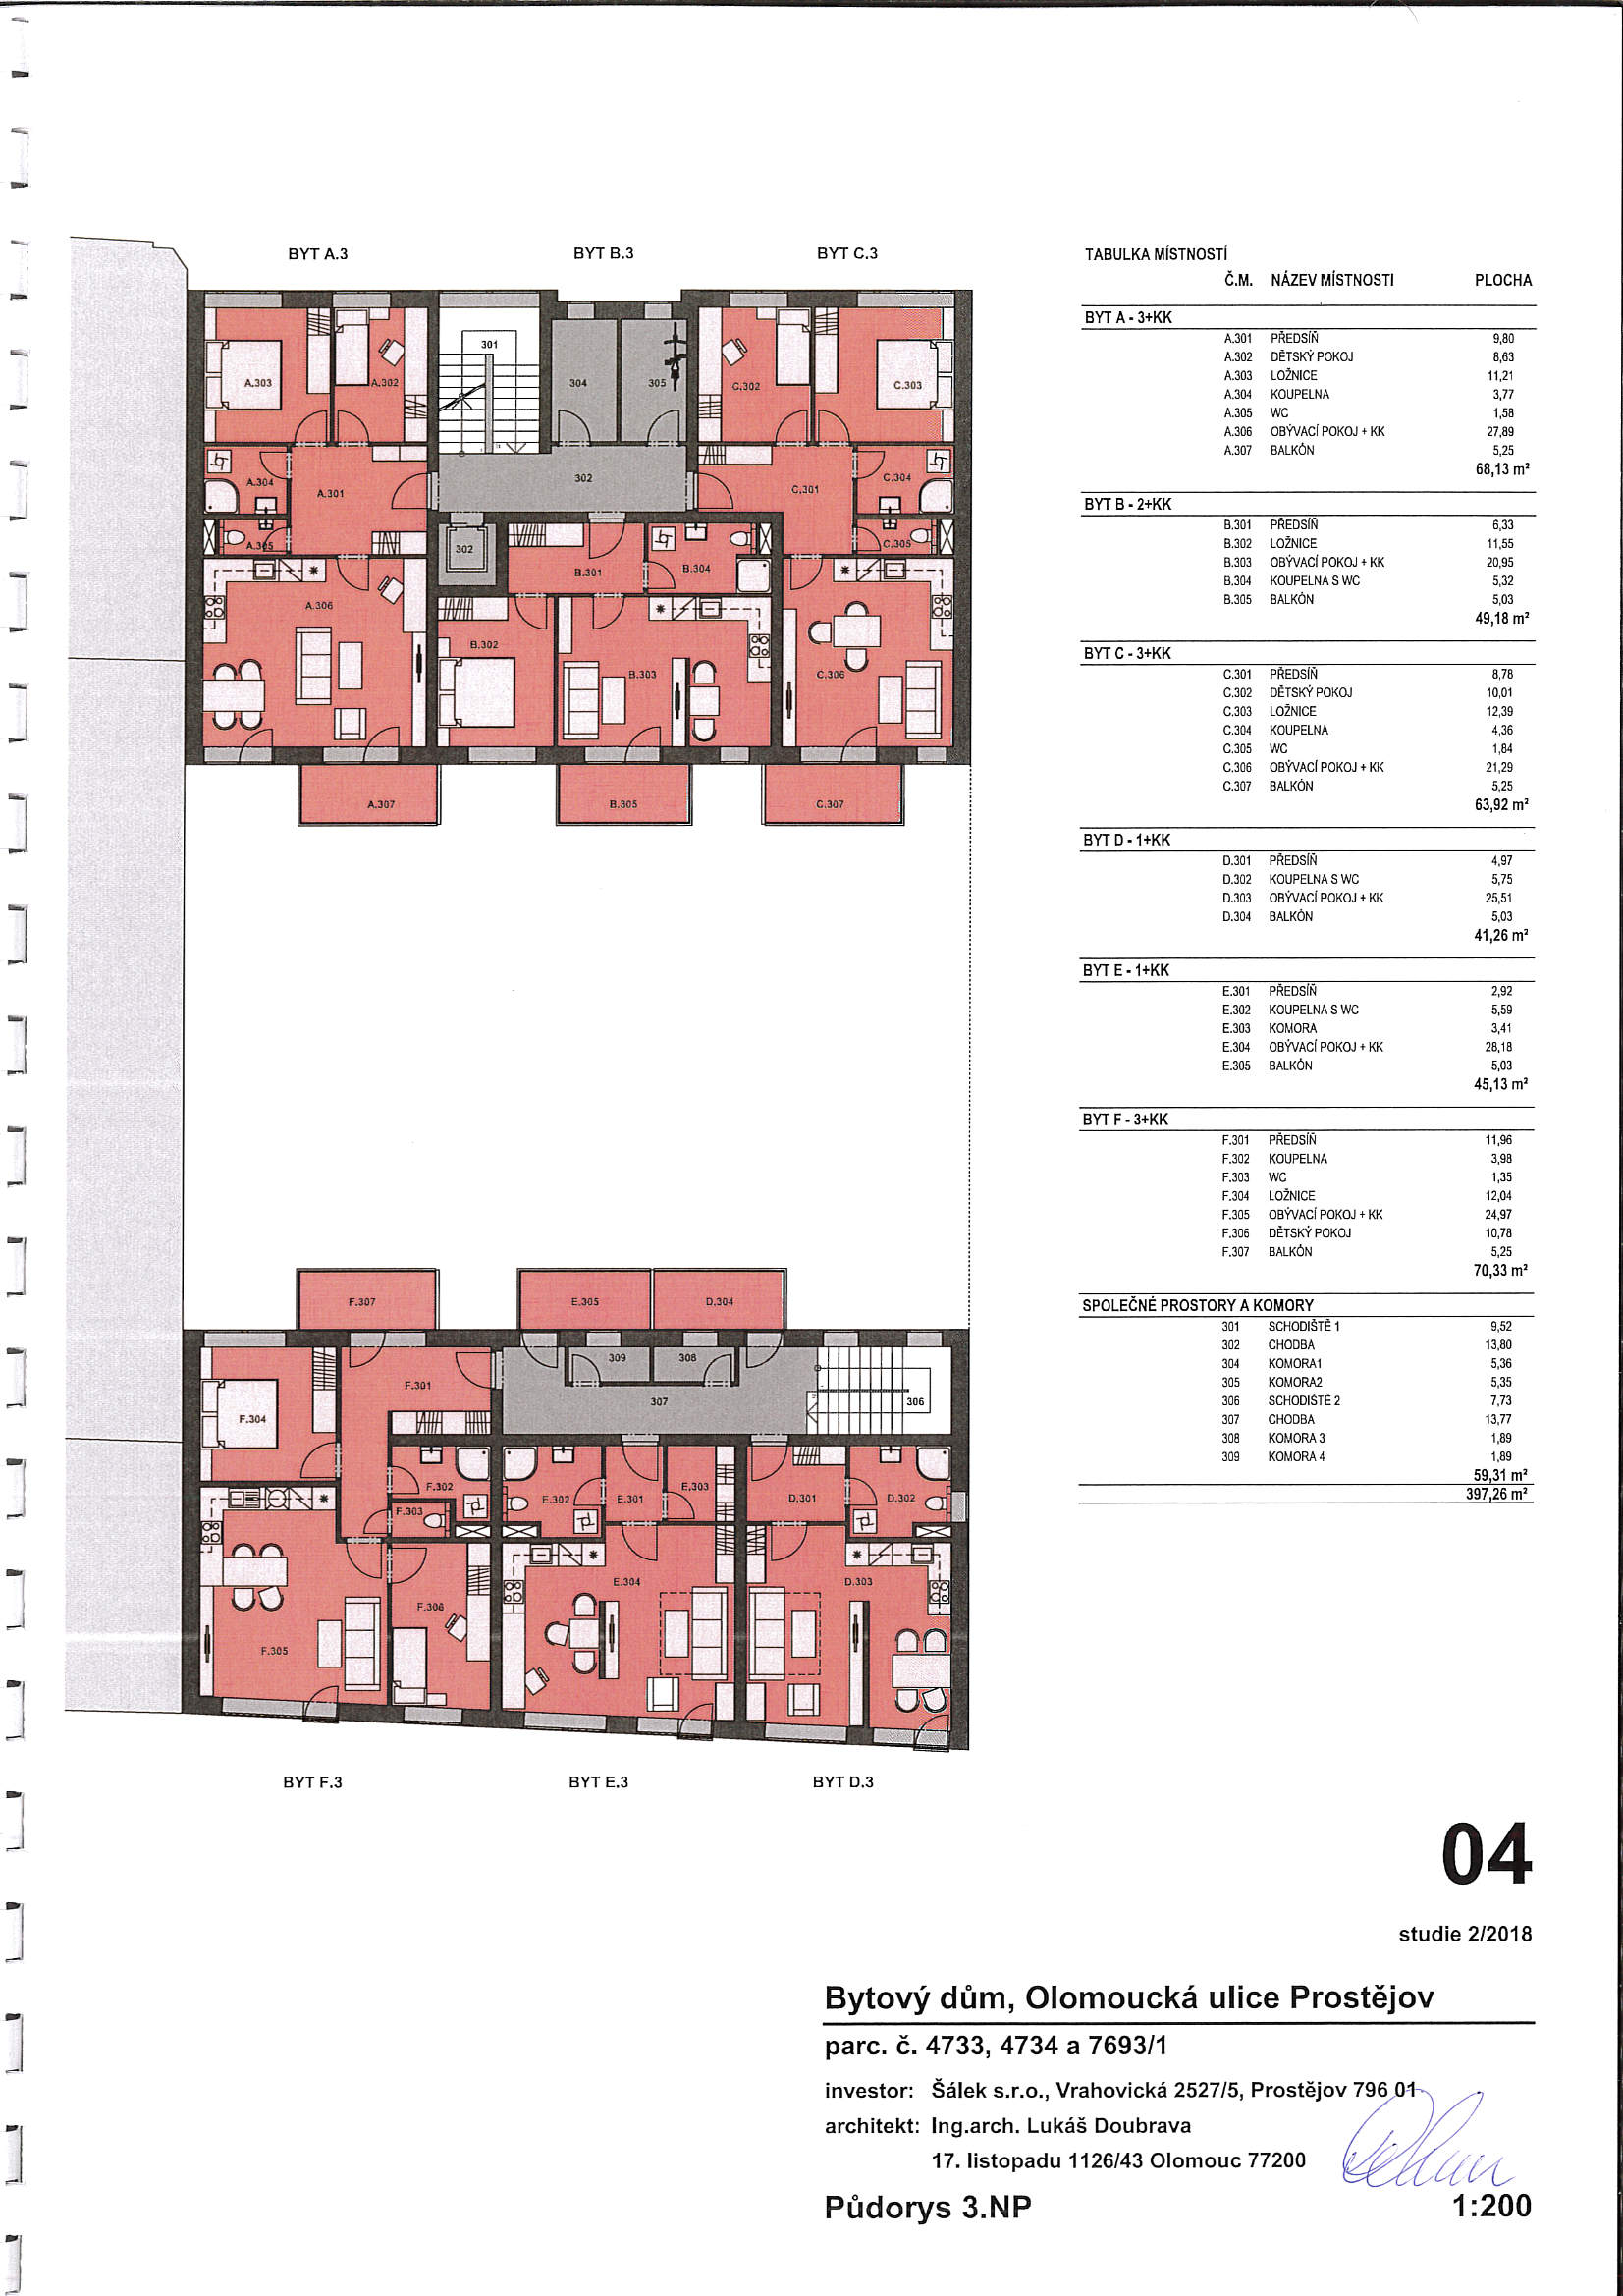 BYT A.3
BYT B.3
BYT C.3
301
304
305
A.303
A.302
C.302
C.303
A.304
A.301
302
C.301
C.304
A.305
302
B.301
B.304
C.305
A.306
B.302
B.303
C.306
A.307
B.305
C.307
F.307
E.305
D.304
309
308
F.301
307
306
F.304
F.302
F.303
E.302
E.301
E.303
D.301
D.302
E.304
D.303
F.306
F.305
BYT F.3
BYT E.3
BYT D.3
TABULKA MÍSTNOSTÍ
Č.M. NÁZEV MÍSTNOSTI PLOCHA
BYT A - 3+KK
A.301 PŘEDSÍŇ 9,80
A.302 DĚTSKÝ POKOJ 8,63
A.303 LOŽNICE 11,21
A.304 KOUPELNA 3,77
A.305 WC 1,58
A.306 OBÝVACÍ POKOJ + KK 27,89
A.307 BALKÓN 5,25
68,13 m²
BYT B - 2+KK
B.301 PŘEDSÍŇ 6,33
B.302 LOŽNICE 11,55
B.303 OBÝVACÍ POKOJ + KK 20,95
B.304 KOUPELNA S WC 5,32
B.305 BALKÓN 5,03
49,18 m²
BYT C - 3+KK
C.301 PŘEDSÍŇ 8,78
C.302 DĚTSKÝ POKOJ 10,01
C.303 LOŽNICE 12,39
C.304 KOUPELNA 4,36
C.305 WC 1,84
C.306 OBÝVACÍ POKOJ + KK 21,29
C.307 BALKÓN 5,25
63,92 m²
BYT D - 1+KK
D.301 PŘEDSÍŇ 4,97
D.302 KOUPELNA S WC 5,75
D.303 OBÝVACÍ POKOJ + KK 25,51
D.304 BALKÓN 5,03
41,26 m²
BYT E - 1+KK
E.301 PŘEDSÍŇ 2,92
E.302 KOUPELNA S WC 5,59
E.303 KOMORA 3,41
E.304 OBÝVACÍ POKOJ + KK 28,18
E.305 BALKÓN 5,03
45,13 m²
BYT F - 3+KK
F.301 PŘEDSÍŇ 11,96
F.302 KOUPELNA 3,98
F.303 WC 1,35
F.304 LOŽNICE 12,04
F.305 OBÝVACÍ POKOJ + KK 24,97
F.306 DĚTSKÝ POKOJ 10,78
F.307 BALKÓN 5,25
70,33 m²
SPOLEČNÉ PROSTORY A KOMORY
301 SCHODIŠTĚ 1 9,52
302 CHODBA 13,80
304 KOMORA1 5,36
305 KOMORA2 5,35
306 SCHODIŠTĚ 2 7,73
307 CHODBA 13,77
308 KOMORA 3 1,89
309 KOMORA 4 1,89
59,31 m²
397,26 m²
04
studie 2/2018
Bytový dům, Olomoucká ulice Prostějov
parc. č. 4733, 4734 a 7693/1
investor: Šálek s.r.o., Vrahovická 2527/5, Prostějov 796 01
architekt: Ing.arch. Lukáš Doubrava
17. listopadu 1126/43 Olomouc 77200
Půdorys 3.NP 1:200